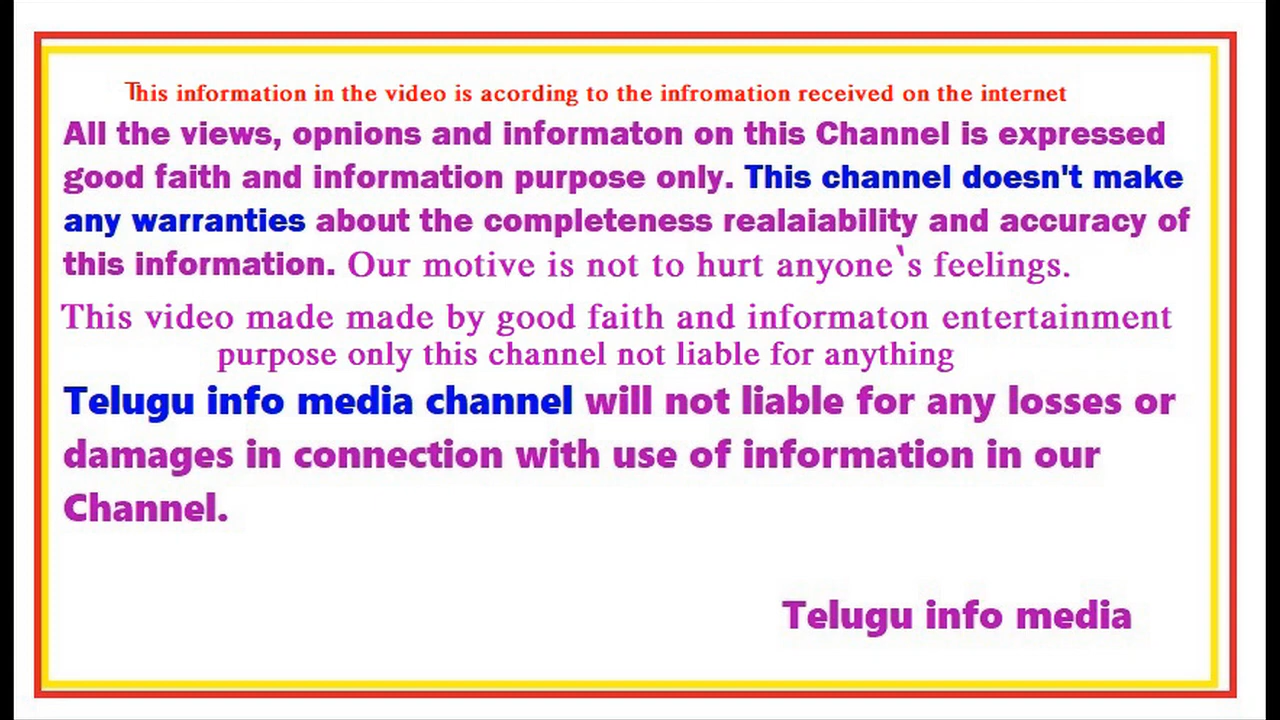 This information in the video is acording to the infromation received on the internet
All the views, opnions and informaton on this Channel is expressed
good faith and information purpose only. This channel doesn't make
any warranties about the completeness realaiability and accuracy of
this information. Our motive is not to hurt anyone‵s feelings.
This video made made by good faith and informaton entertainment
purpose only this channel not liable for anything
Telugu info media channel will not liable for any losses or
damages in connection with use of information in our
Channel.
Telugu info media